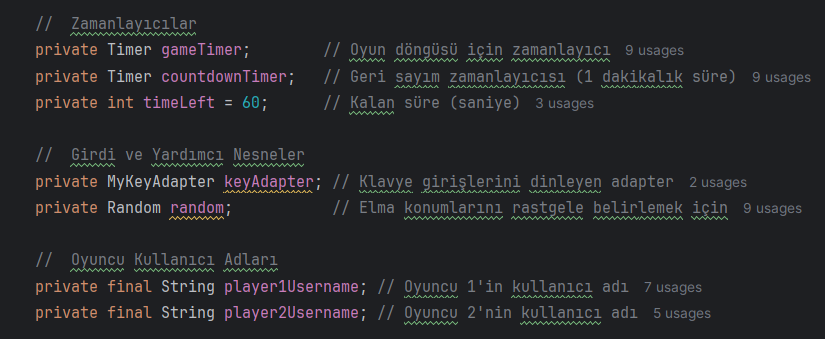 //  Zamanlayıcılar
private Timer gameTimer;        // Oyun döngüsü için zamanlayıcı  9 usages
private Timer countdownTimer;   // Geri sayım zamanlayıcısı (1 dakikalık süre)  9 usages
private int timeLeft = 60;      // Kalan süre (saniye)  3 usages
//  Girdi ve Yardımcı Nesneler
private MyKeyAdapter keyAdapter; // Klavye girişlerini dinleyen adapter  2 usages
private Random random;           // Elma konumlarını rastgele belirlemek için  9 usages
//  Oyuncu Kullanıcı Adları
private final String player1Username; // Oyuncu 1'in kullanıcı adı  7 usages
private final String player2Username; // Oyuncu 2'nin kullanıcı adı  5 usages